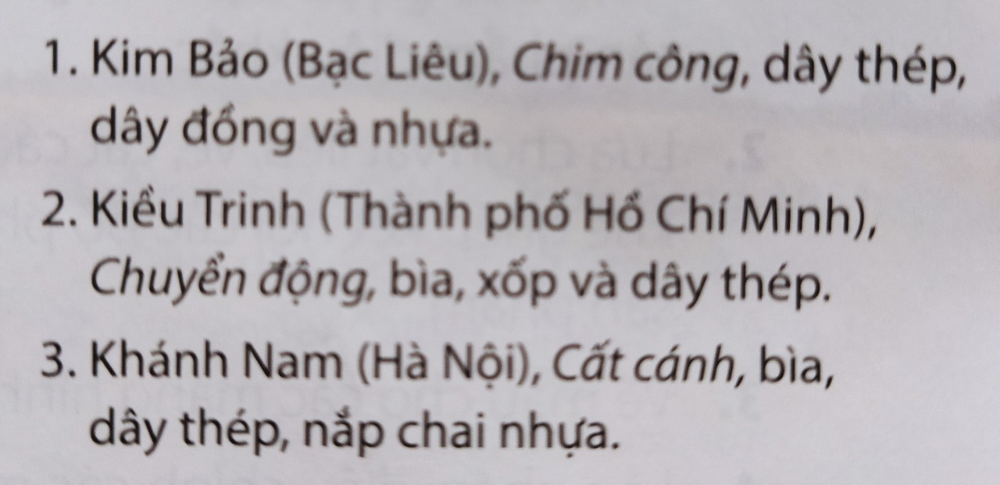 1. Kim Bảo (Bạc Liêu), Chim công, dây thép,
dây đồng và nhựa.
2. Kiều Trinh (Thành phố Hồ Chí Minh),
Chuyển động, bìa, xốp và dây thép.
3. Khánh Nam (Hà Nội), Cất cánh, bìa,
dây thép, nắp chai nhựa.